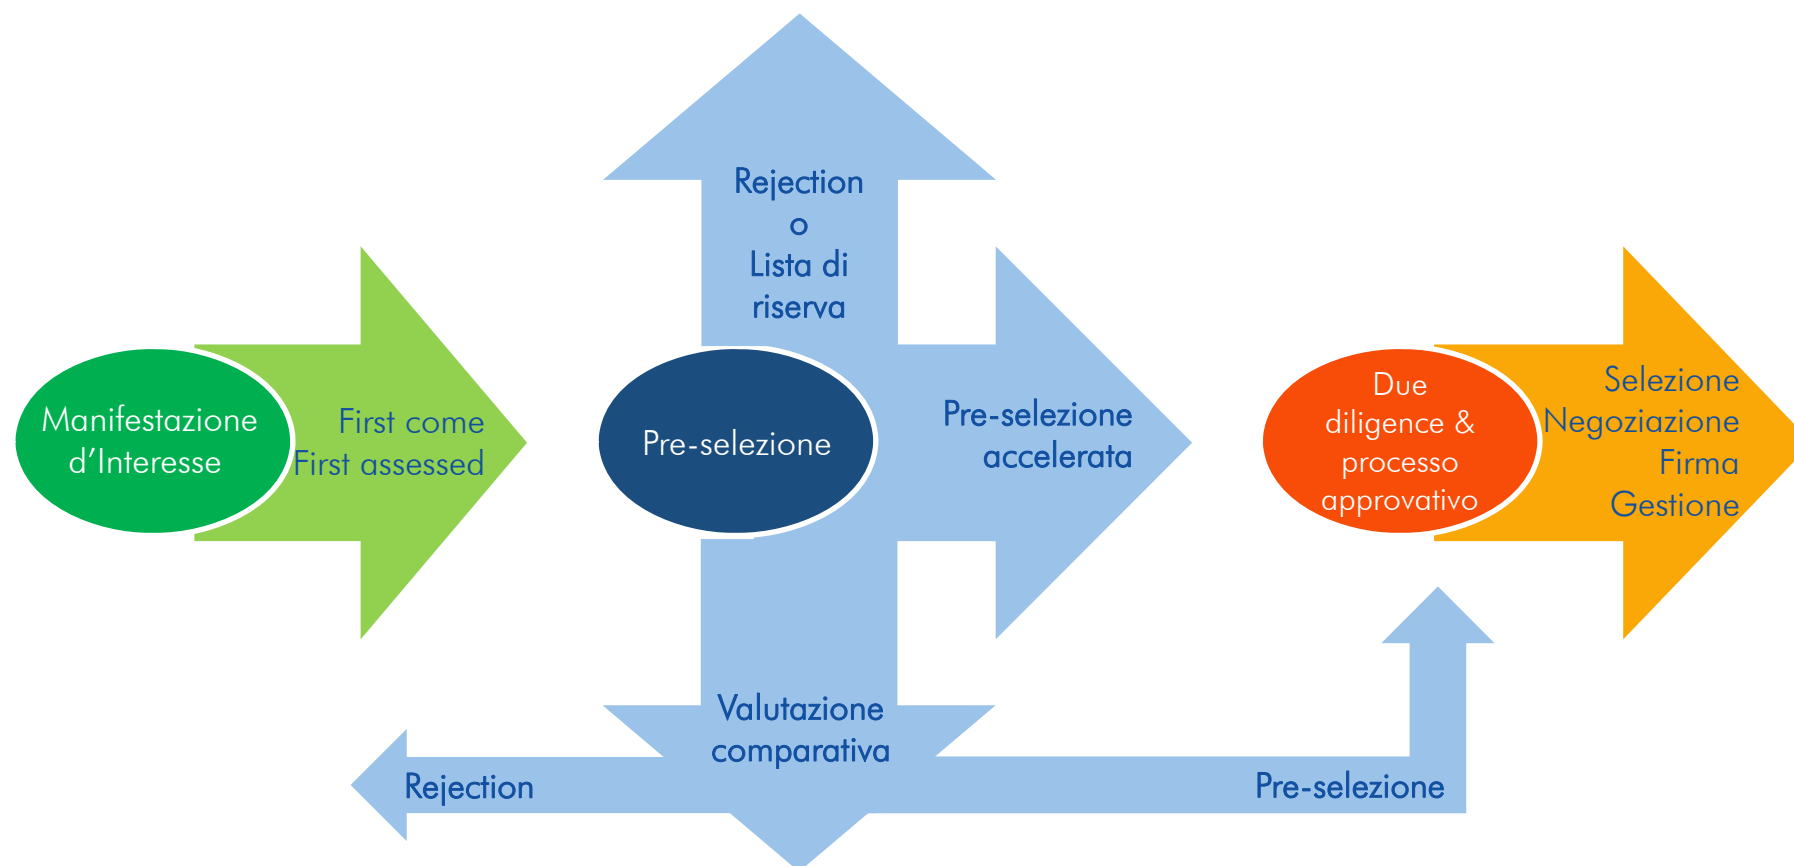 Manifestazione
d’Interesse
First come
First assessed
Rejection
o
Lista di
riserva
Pre-selezione
Pre-selezione
accelerata
Due
diligence &
processo
approvativo
Selezione
Negoziazione
Firma
Gestione
Valutazione
comparativa
Rejection
Pre-selezione